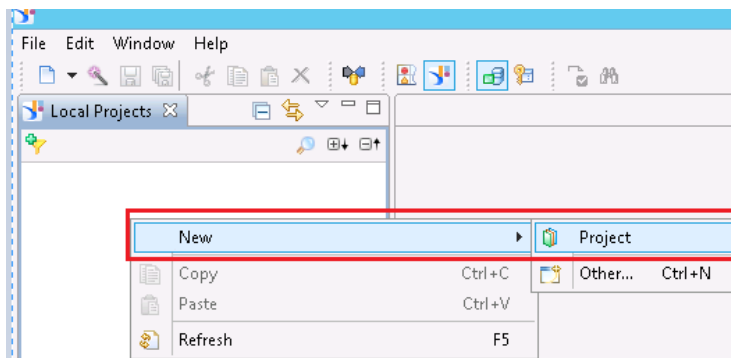 File Edit Window Help
Local Projects
New Project
Copy Ctrl+C Other... Ctrl+N
Paste Ctrl+V
Refresh F5